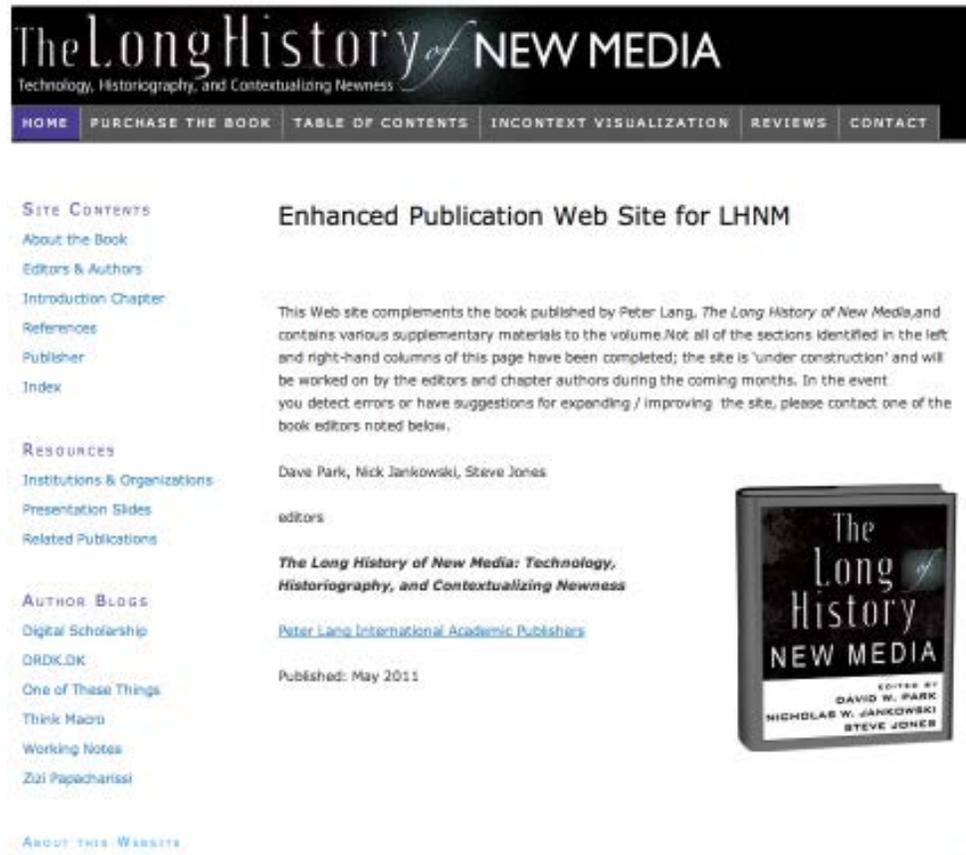 The Long History of NEW MEDIA
Technology, Historiography, and Contextualizing Newness
HOME PURCHASE THE BOOK TABLE OF CONTENTS INCONTEXT VISUALIZATION REVIEWS CONTACT
SITE CONTENTS
About the Book
Editors & Authors
Introduction Chapter
References
Publisher
Index
RESOURCES
Institutions & Organizations
Presentation Slides
Related Publications
AUTHOR BLOGS
Digital Scholarship
DRDK.DK
One of These Things
Think Macro
Working Notes
Zizi Papacharissi
ABOUT THIS WEBSITE
Enhanced Publication Web Site for LHNM
This Web site complements the book published by Peter Lang, The Long History of New Media,and
contains various supplementary materials to the volume.Not all of the sections identified in the left
and right-hand columns of this page have been completed; the site is 'under construction' and will
be worked on by the editors and chapter authors during the coming months. In the event
you detect errors or have suggestions for expanding / improving the site, please contact one of the
book editors noted below.
Dave Park, Nick Jankowski, Steve Jones
editors
The Long History of New Media: Technology,
Historiography, and Contextualizing Newness
Peter Lang International Academic Publishers
Published: May 2011
The
Long of
History
NEW MEDIA
EDITED BY
DAVID W. PARK
NICHOLAS W. JANKOWSKI
STEVE JONES